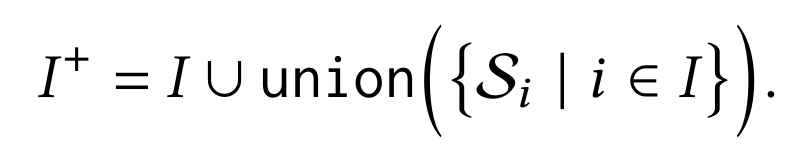 I⁺ = I ∪ union({𝒮ᵢ | i ∈ I}).